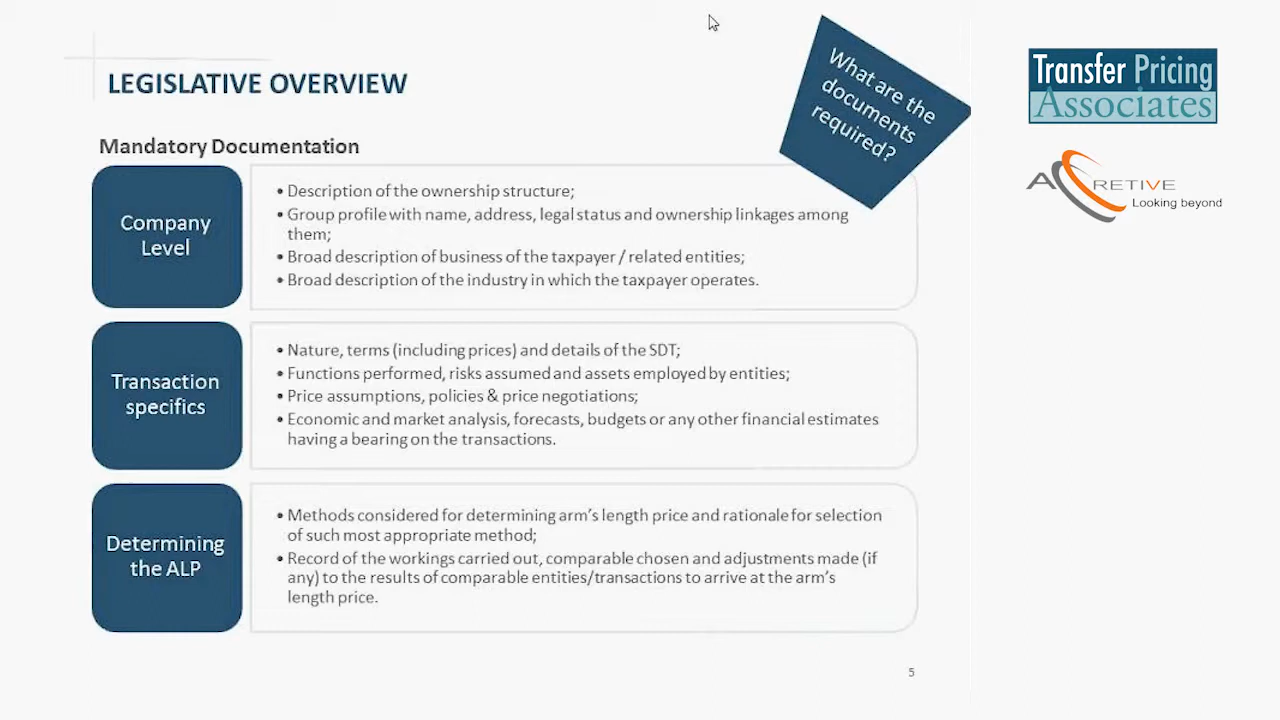 LEGISLATIVE OVERVIEW
What are the
documents
required?
Transfer Pricing
Associates
ACCRETIVE
Looking beyond
Mandatory Documentation
Company
Level
• Description of the ownership structure;
• Group profile with name, address, legal status and ownership linkages among
them;
• Broad description of business of the taxpayer / related entities;
• Broad description of the industry in which the taxpayer operates.
Transaction
specifics
• Nature, terms (including prices) and details of the SDT;
• Functions performed, risks assumed and assets employed by entities;
• Price assumptions, policies & price negotiations;
• Economic and market analysis, forecasts, budgets or any other financial estimates
having a bearing on the transactions.
Determining
the ALP
• Methods considered for determining arm's length price and rationale for selection
of such most appropriate method;
• Record of the workings carried out, comparable chosen and adjustments made (if
any) to the results of comparable entities/transactions to arrive at the arm's
length price.
5